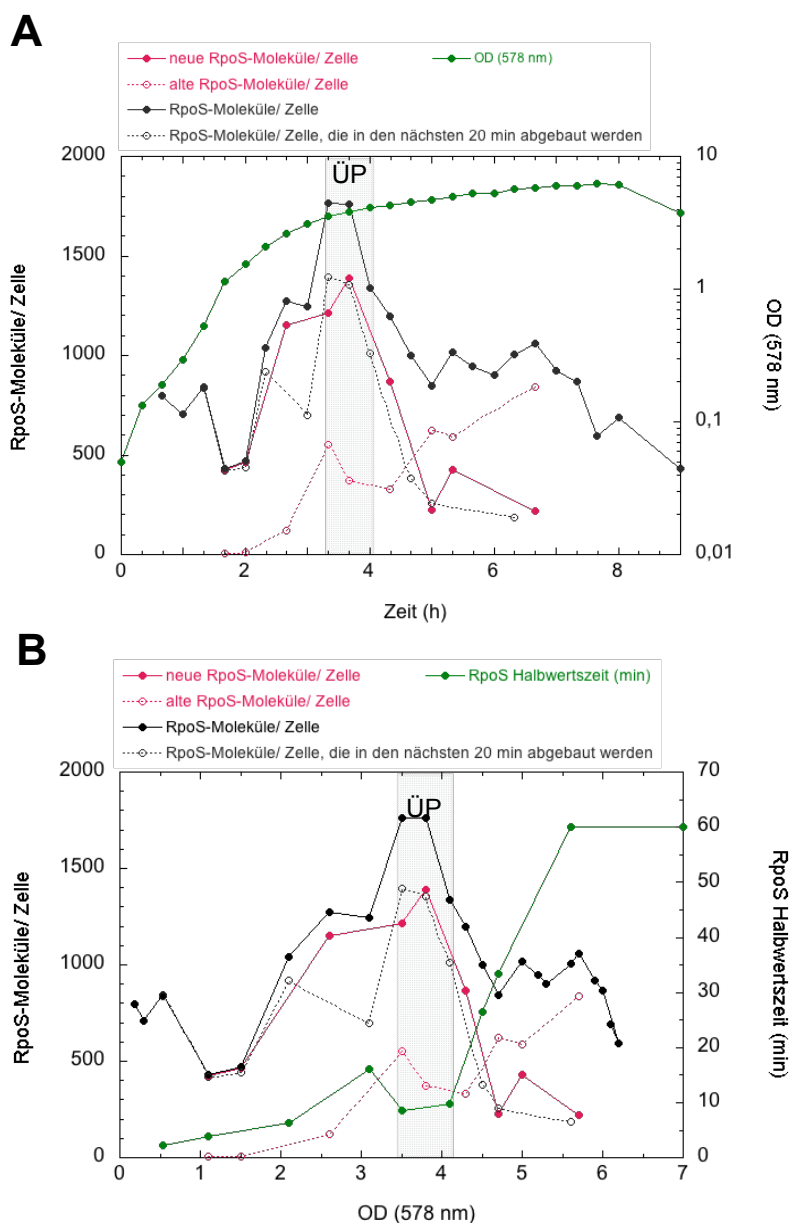 A
neue RpoS-Moleküle/ Zelle
OD (578 nm)
alte RpoS-Moleküle/ Zelle
RpoS-Moleküle/ Zelle
RpoS-Moleküle/ Zelle, die in den nächsten 20 min abgebaut werden
2000
1500
1000
500
0
RpoS-Moleküle/ Zelle
ÜP
10
1
0,1
0,01
OD (578 nm)
0 2 4 6 8
Zeit (h)
B
neue RpoS-Moleküle/ Zelle
RpoS Halbwertszeit (min)
alte RpoS-Moleküle/ Zelle
RpoS-Moleküle/ Zelle
RpoS-Moleküle/ Zelle, die in den nächsten 20 min abgebaut werden
2000
1500
1000
500
0
RpoS-Moleküle/ Zelle
ÜP
70
60
50
40
30
20
10
0
RpoS Halbwertszeit (min)
0 1 2 3 4 5 6 7
OD (578 nm)